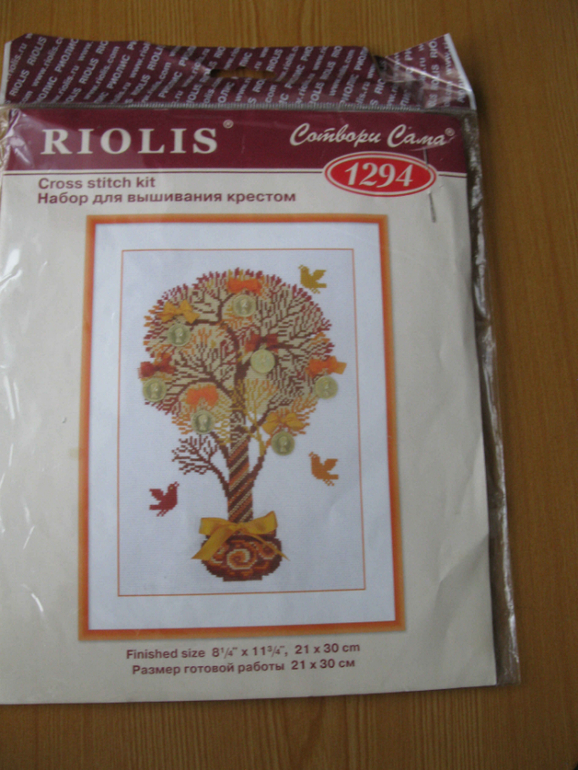 RIOLIS®
Сотвори Сама®
1294
Cross stitch kit
Набор для вышивания крестом
Finished size 8¹/₄" x 11³/₄", 21 x 30 cm
Размер готовой работы 21 x 30 см